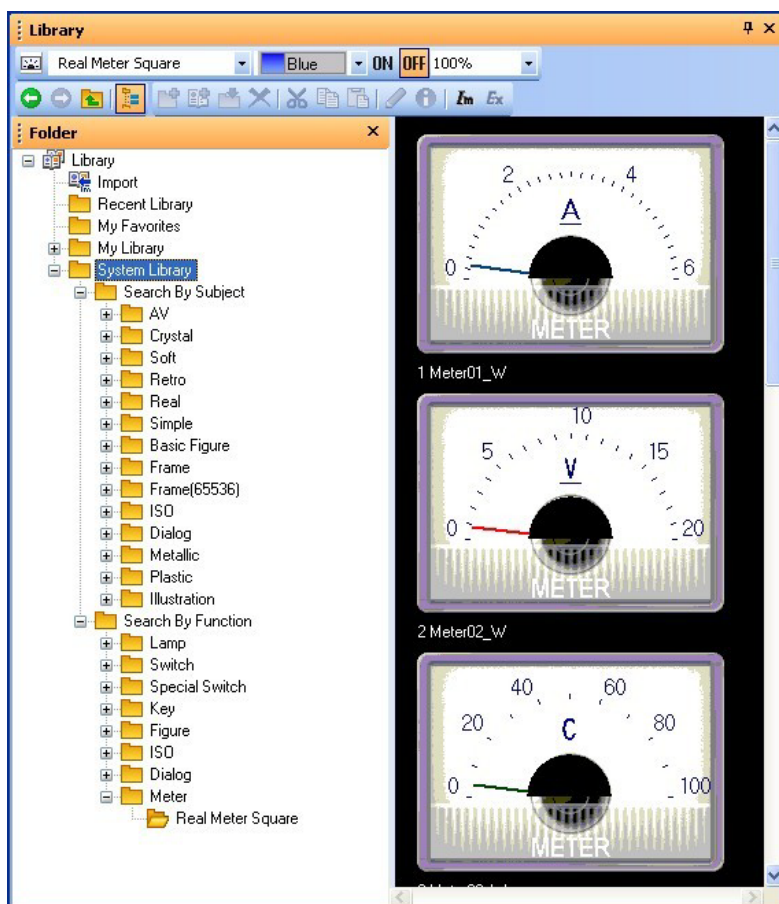 Library
Real Meter Square Blue ON OFF 100%
Im Ex
Folder
Library
Import
Recent Library
My Favorites
My Library
System Library
Search By Subject
AV
Crystal
Soft
Retro
Real
Simple
Basic Figure
Frame
Frame(65536)
ISO
Dialog
Metallic
Plastic
Illustration
Search By Function
Lamp
Switch
Special Switch
Key
Figure
ISO
Dialog
Meter
Real Meter Square
2 4
A
0 6
METER
1 Meter01_W
10
5 15
V
0 20
METER
2 Meter02_W
40 60
20 80
C
0 100
METER